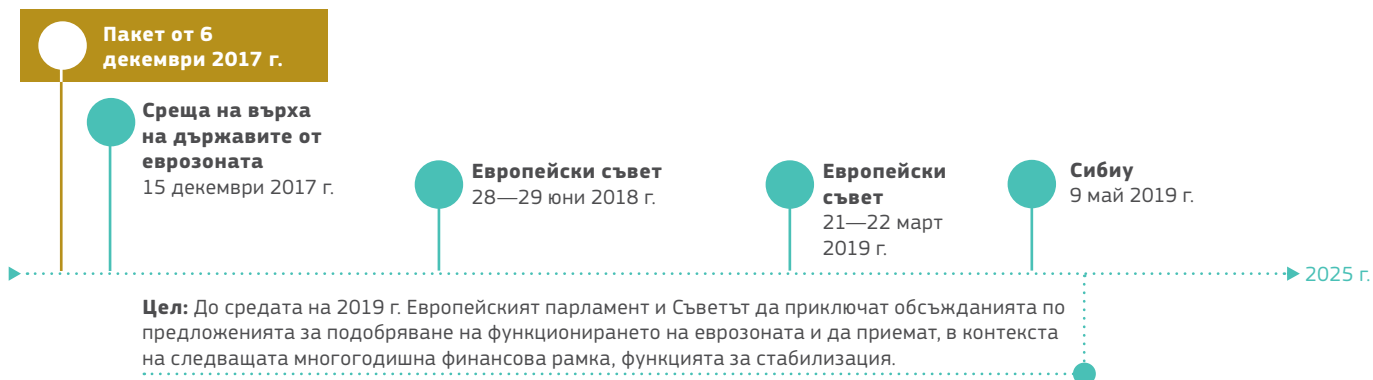 Пакет от 6
декември 2017 г.
Среща на върха
на държавите от
еврозоната
15 декември 2017 г.
Европейски съвет
28—29 юни 2018 г.
Европейски
съвет
21—22 март
2019 г.
Сибиу
9 май 2019 г.
2025 г.
Цел: До средата на 2019 г. Европейският парламент и Съветът да приключат обсъжданията по
предложенията за подобряване на функционирането на еврозоната и да приемат, в контекста
на следващата многогодишна финансова рамка, функцията за стабилизация.